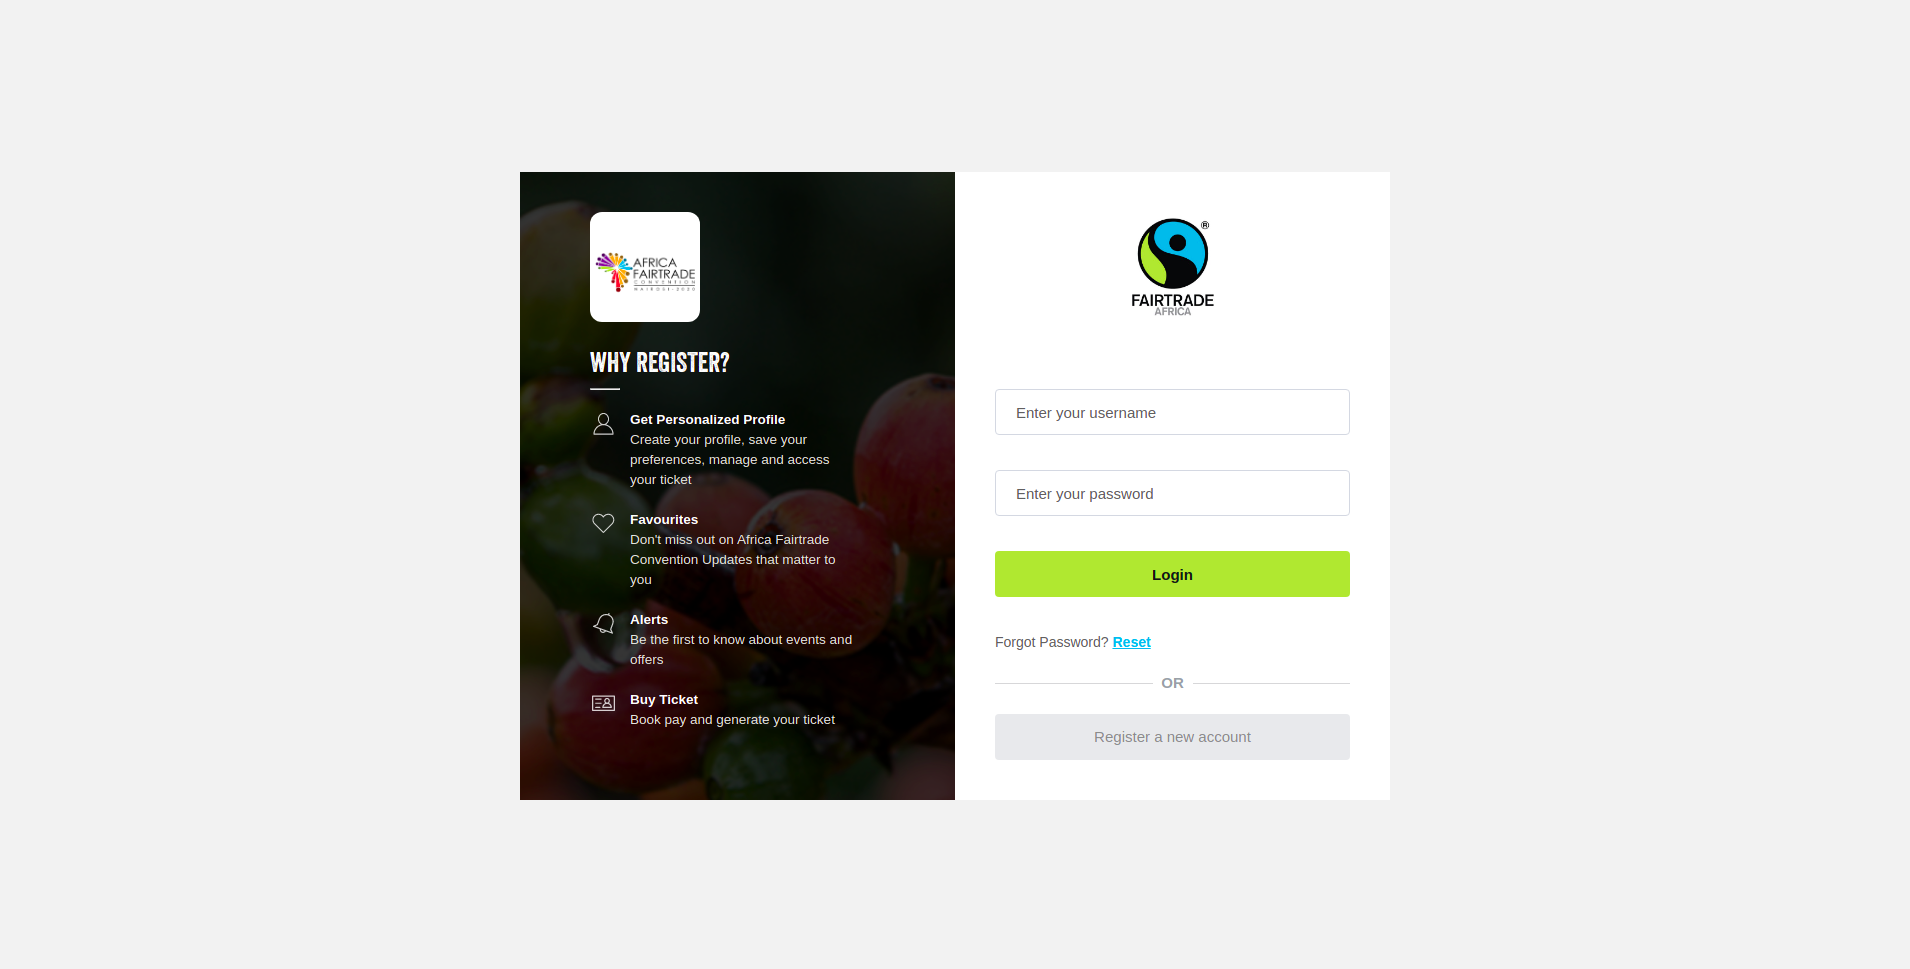 AFRICA
FAIRTRADE
CONVENTION
NAIROBI-2020
WHY REGISTER?
Get Personalized Profile
Create your profile, save your
preferences, manage and access
your ticket
Favourites
Don't miss out on Africa Fairtrade
Convention Updates that matter to
you
Alerts
Be the first to know about events and
offers
Buy Ticket
Book pay and generate your ticket
®
FAIRTRADE
AFRICA
Enter your username
Enter your password
Login
Forgot Password? Reset
OR
Register a new account